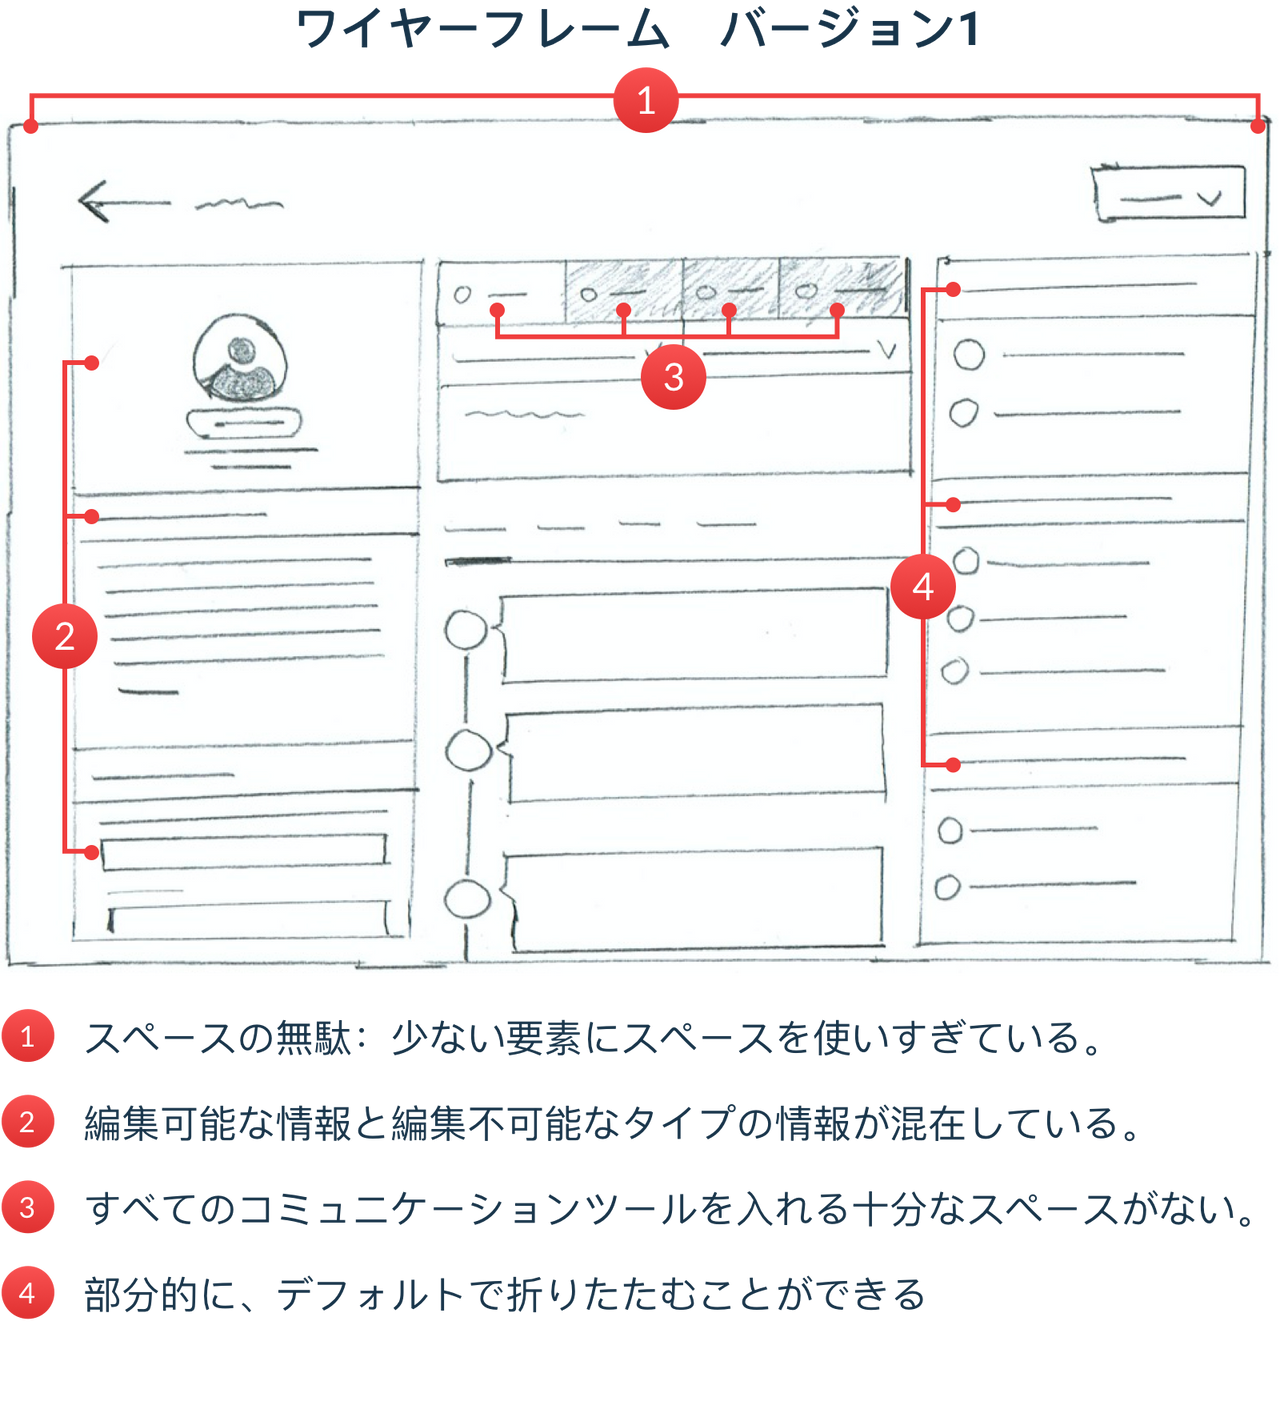 ワイヤーフレーム　バージョン1
1
3
4
2
1 スペースの無駄：少ない要素にスペースを使いすぎている。
2 編集可能な情報と編集不可能なタイプの情報が混在している。
3 すべてのコミュニケーションツールを入れる十分なスペースがない。
4 部分的に、デフォルトで折りたたむことができる